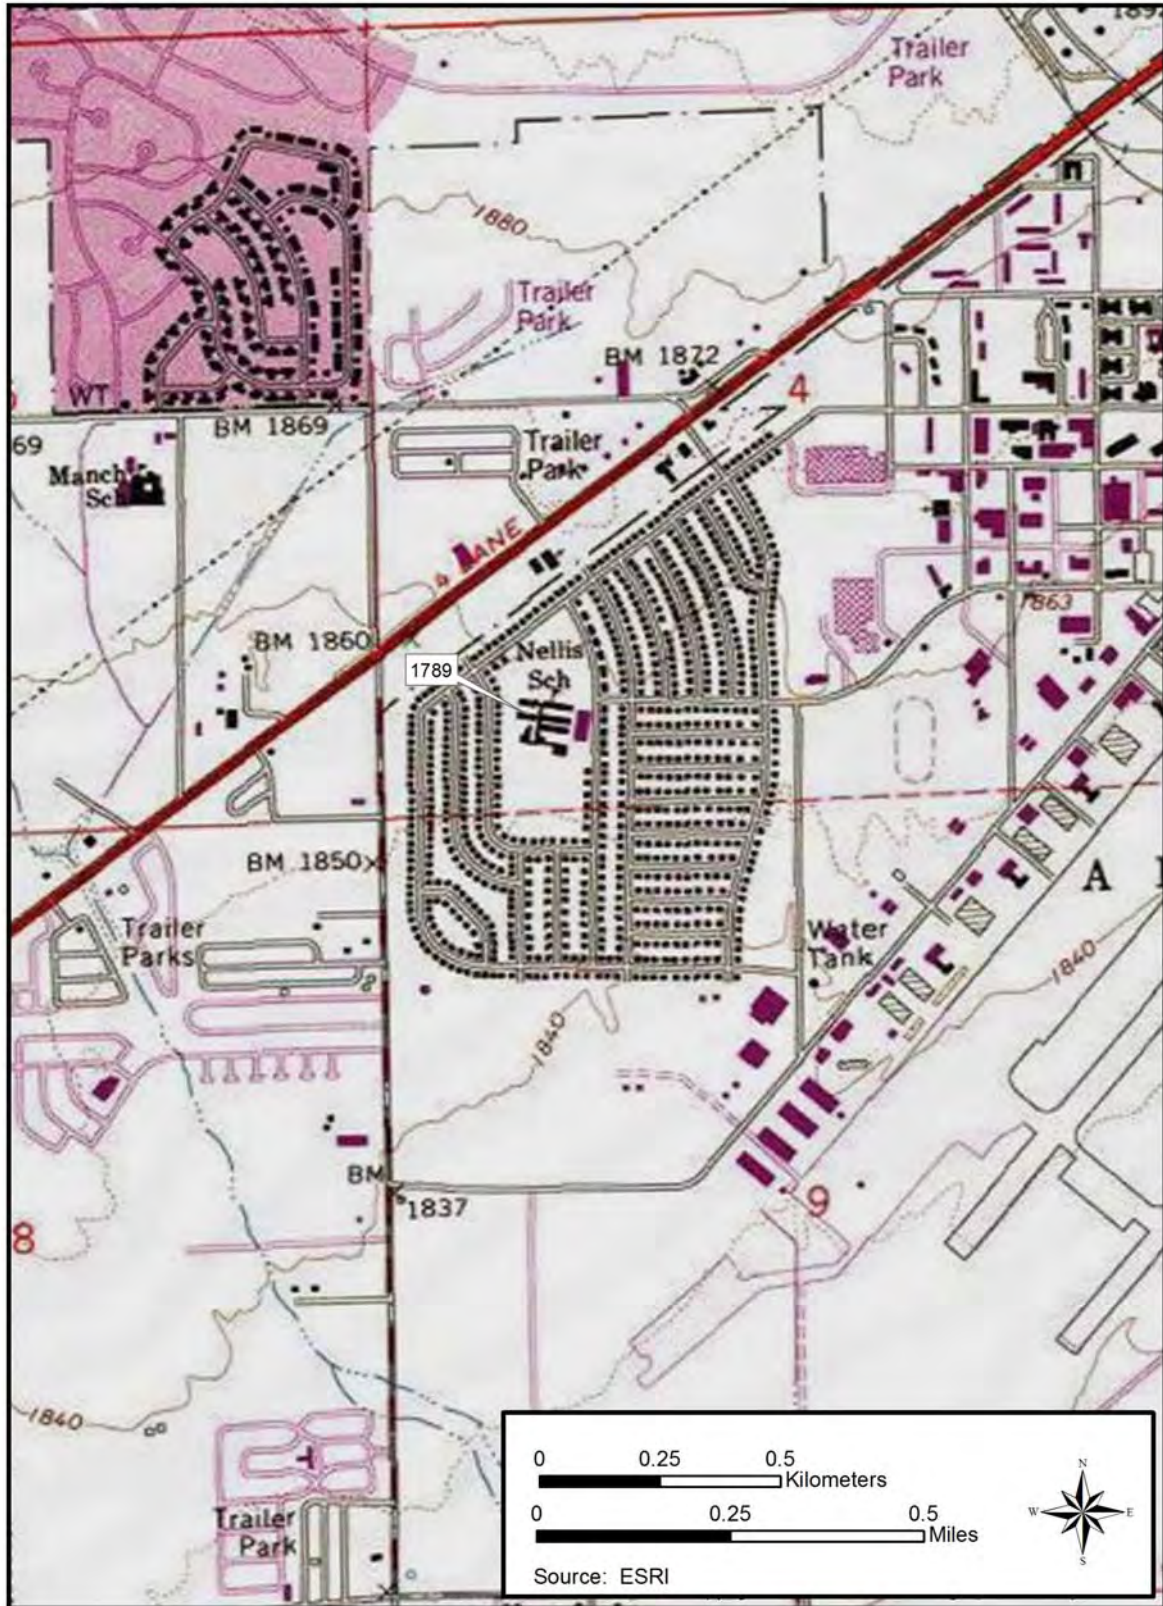 1892
Trailer
Park
1880
Trailer
Park
BM 1872
4
WT
BM 1869
69
Trailer
Park
Manch
Sch
4 LANE
1863
BM 1860
Nellis
Sch
1789
BM 1850
A
Trailer
Parks
Water
Tank
1840
1840
BM
1837
9
8
1840
Trailer
Park
0 0.25 0.5
Kilometers
0 0.25 0.5
Miles
Source: ESRI
N
W E
S